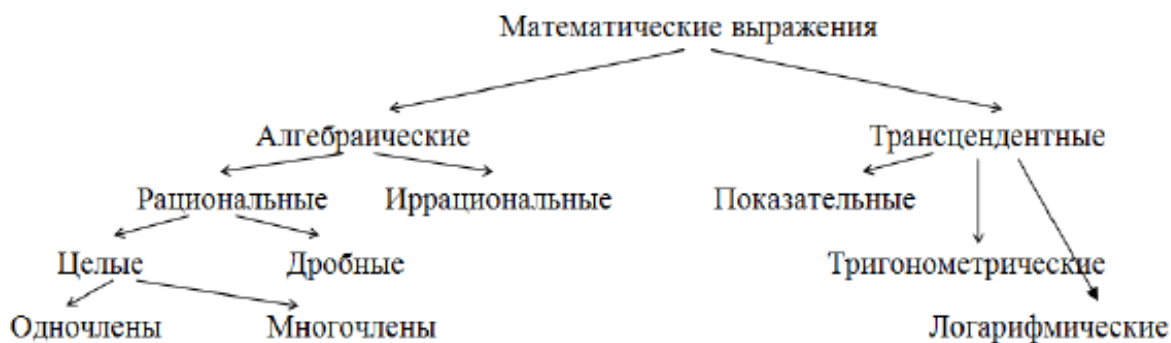 Математические выражения
Алгебраические Трансцендентные
Рациональные Иррациональные Показательные
Целые Дробные Тригонометрические
Одночлены Многочлены Логарифмические